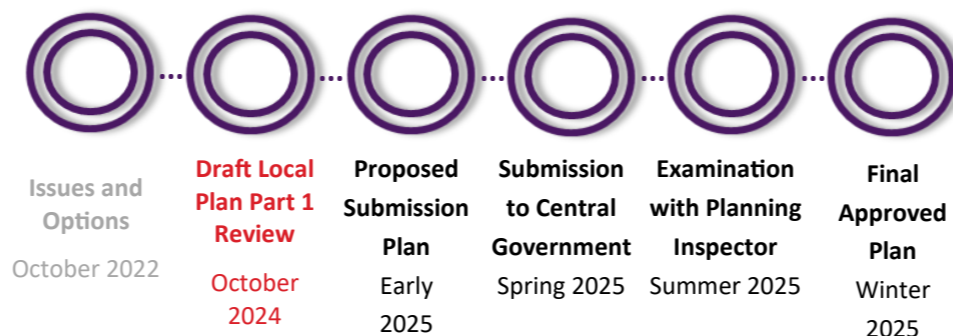 Issues and
Options
October 2022
Draft Local
Plan Part 1
Review
October
2024
Proposed
Submission
Plan
Early
2025
Submission
to Central
Government
Spring 2025
Examination
with Planning
Inspector
Summer 2025
Final
Approved
Plan
Winter
2025